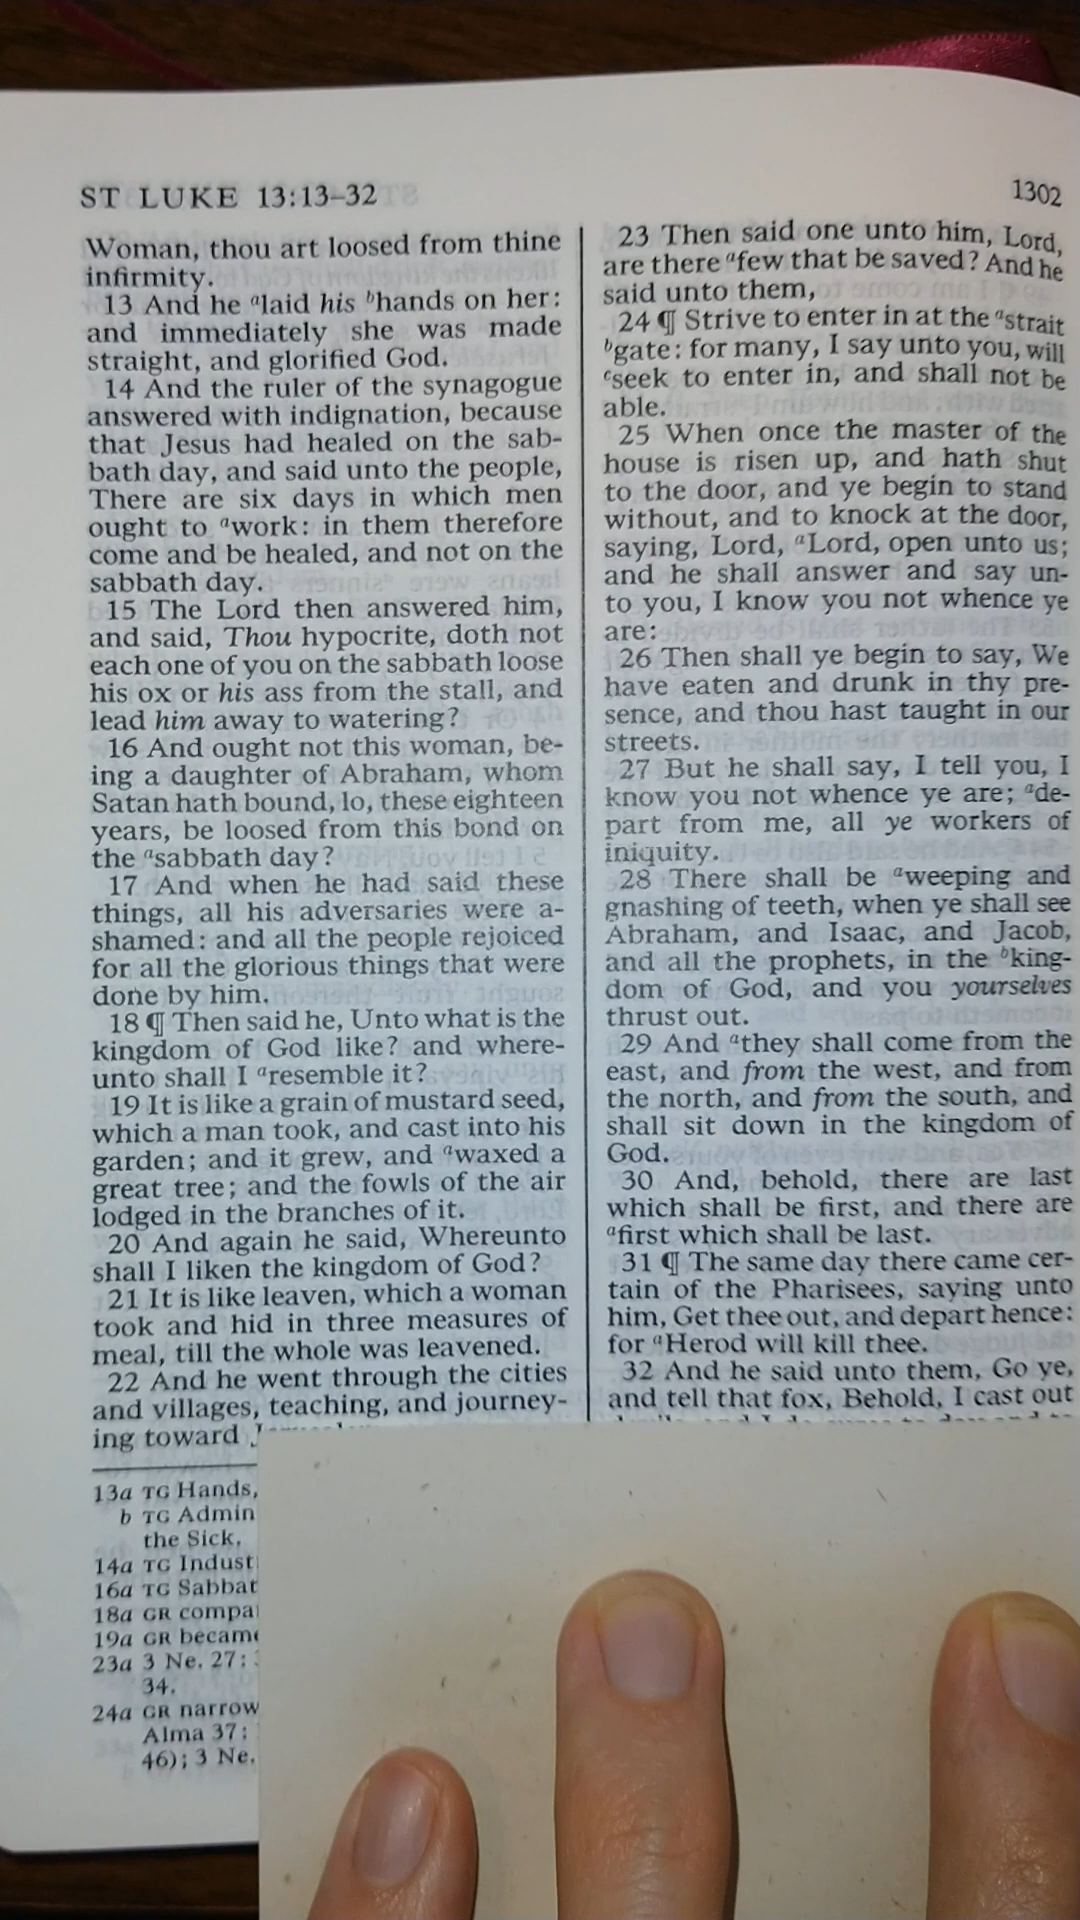 ST LUKE 13:13–32
1302
Woman, thou art loosed from thine
infirmity.
13 And he ᵃlaid his ᵇhands on her:
and immediately she was made
straight, and glorified God.
14 And the ruler of the synagogue
answered with indignation, because
that Jesus had healed on the sab-
bath day, and said unto the people,
There are six days in which men
ought to ᵃwork: in them therefore
come and be healed, and not on the
sabbath day.
15 The Lord then answered him,
and said, Thou hypocrite, doth not
each one of you on the sabbath loose
his ox or his ass from the stall, and
lead him away to watering?
16 And ought not this woman, be-
ing a daughter of Abraham, whom
Satan hath bound, lo, these eighteen
years, be loosed from this bond on
the ᵃsabbath day?
17 And when he had said these
things, all his adversaries were a-
shamed: and all the people rejoiced
for all the glorious things that were
done by him.
18 ¶ Then said he, Unto what is the
kingdom of God like? and where-
unto shall I ᵃresemble it?
19 It is like a grain of mustard seed,
which a man took, and cast into his
garden; and it grew, and ᵃwaxed a
great tree; and the fowls of the air
lodged in the branches of it.
20 And again he said, Whereunto
shall I liken the kingdom of God?
21 It is like leaven, which a woman
took and hid in three measures of
meal, till the whole was leavened.
22 And he went through the cities
and villages, teaching, and journey-
ing toward
23 Then said one unto him, Lord,
are there ᵃfew that be saved? And he
said unto them,
24 ¶ Strive to enter in at the ᵃstrait
ᵇgate: for many, I say unto you, will
ᶜseek to enter in, and shall not be
able.
25 When once the master of the
house is risen up, and hath shut
to the door, and ye begin to stand
without, and to knock at the door,
saying, Lord, ᵃLord, open unto us;
and he shall answer and say un-
to you, I know you not whence ye
are:
26 Then shall ye begin to say, We
have eaten and drunk in thy pre-
sence, and thou hast taught in our
streets.
27 But he shall say, I tell you, I
know you not whence ye are; ᵃde-
part from me, all ye workers of
iniquity.
28 There shall be ᵃweeping and
gnashing of teeth, when ye shall see
Abraham, and Isaac, and Jacob,
and all the prophets, in the ᵇking-
dom of God, and you yourselves
thrust out.
29 And ᵃthey shall come from the
east, and from the west, and from
the north, and from the south, and
shall sit down in the kingdom of
God.
30 And, behold, there are last
which shall be first, and there are
ᵃfirst which shall be last.
31 ¶ The same day there came cer-
tain of the Pharisees, saying unto
him, Get thee out, and depart hence:
for ᵃHerod will kill thee.
32 And he said unto them, Go ye,
and tell that fox, Behold, I cast out
13a TG Hands,
b TG Admin
the Sick.
14a TG Indust
16a TG Sabbat
18a GR compa
19a GR became
23a 3 Ne. 27:
34.
24a GR narrow
Alma 37:
46); 3 Ne.